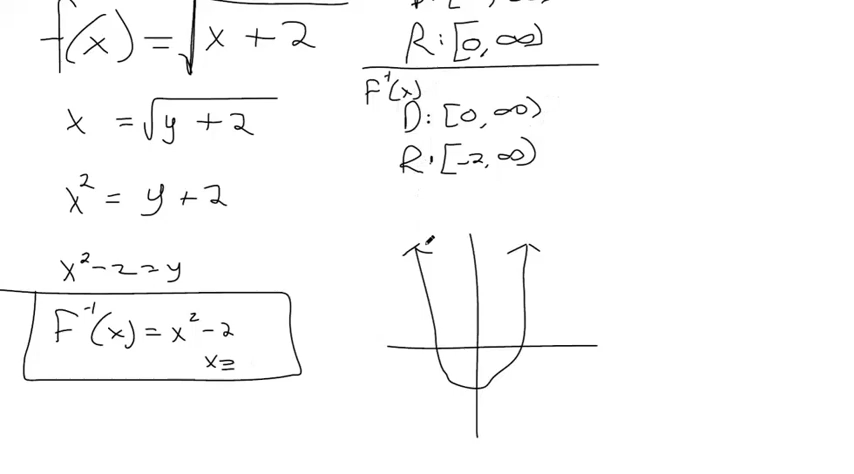 f(x) = √x + 2
x = √y + 2
x² = y + 2
x² - 2 = y
F⁻¹(x) = x² - 2
x ≥
R: [0, ∞)
F⁻¹(x)
D: [0, ∞)
R: [-2, ∞)